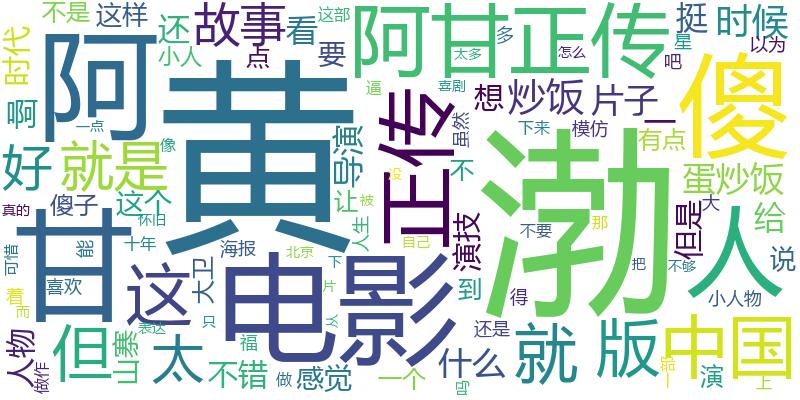 不是 这样 还 故事 看 阿甘正传 挺 时候
时代 小人 点 要 这部 太多 多 怎么 星 以为
阿 黄 吧
啊 一点 正传 虽然 逼 喜剧 想 炒饭 片子 一 傻
好 就是 像 导演 下来 模仿 有点
真的 傻子 这个 让 被 没 不 渤 蛋炒饭
甘 怀旧 人生 自己 演技 不要 那 但是 大 给
可惜 能 十年 海报 北京 人
喜欢 这 大卫 电影 下 到 把 不够 说
着 而 表达 只 片 从 得 小人物
人物 但 山寨 太 福 还是 就 版 中国
做作 不错 做 感觉 一个 什么 吗 演 上